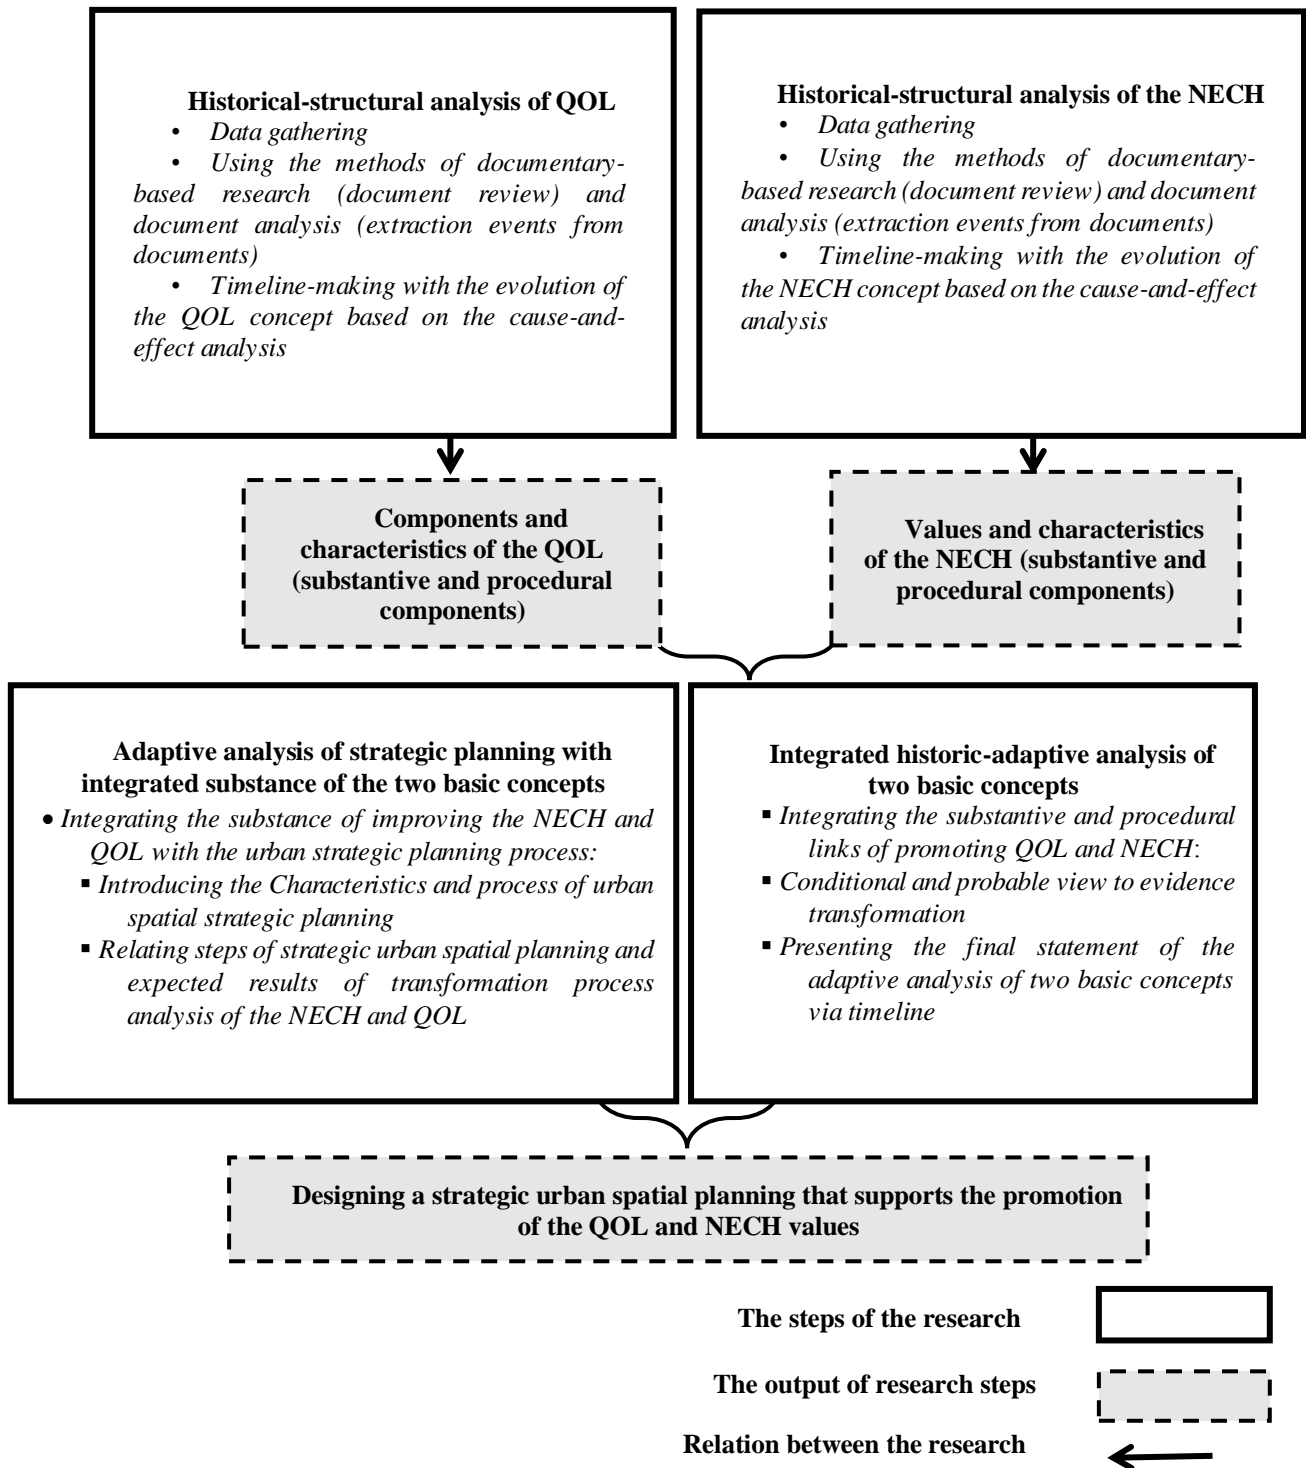 Historical-structural analysis of QOL
• Data gathering
• Using the methods of documentary-
based research (document review) and
document analysis (extraction events from
documents)
• Timeline-making with the evolution of
the QOL concept based on the cause-and-
effect analysis
Historical-structural analysis of the NECH
• Data gathering
• Using the methods of documentary-
based research (document review) and document
analysis (extraction events from documents)
• Timeline-making with the evolution of
the NECH concept based on the cause-and-effect
analysis
Components and
characteristics of the QOL
(substantive and procedural
components)
Values and characteristics
of the NECH (substantive and
procedural components)
Adaptive analysis of strategic planning with
integrated substance of the two basic concepts
• Integrating the substance of improving the NECH and
QOL with the urban strategic planning process:
▪ Introducing the Characteristics and process of urban
spatial strategic planning
▪ Relating steps of strategic urban spatial planning and
expected results of transformation process
analysis of the NECH and QOL
Integrated historic-adaptive analysis of
two basic concepts
▪ Integrating the substantive and procedural
links of promoting QOL and NECH:
▪ Conditional and probable view to evidence
transformation
▪ Presenting the final statement of the
adaptive analysis of two basic concepts
via timeline
Designing a strategic urban spatial planning that supports the promotion
of the QOL and NECH values
The steps of the research
The output of research steps
Relation between the research